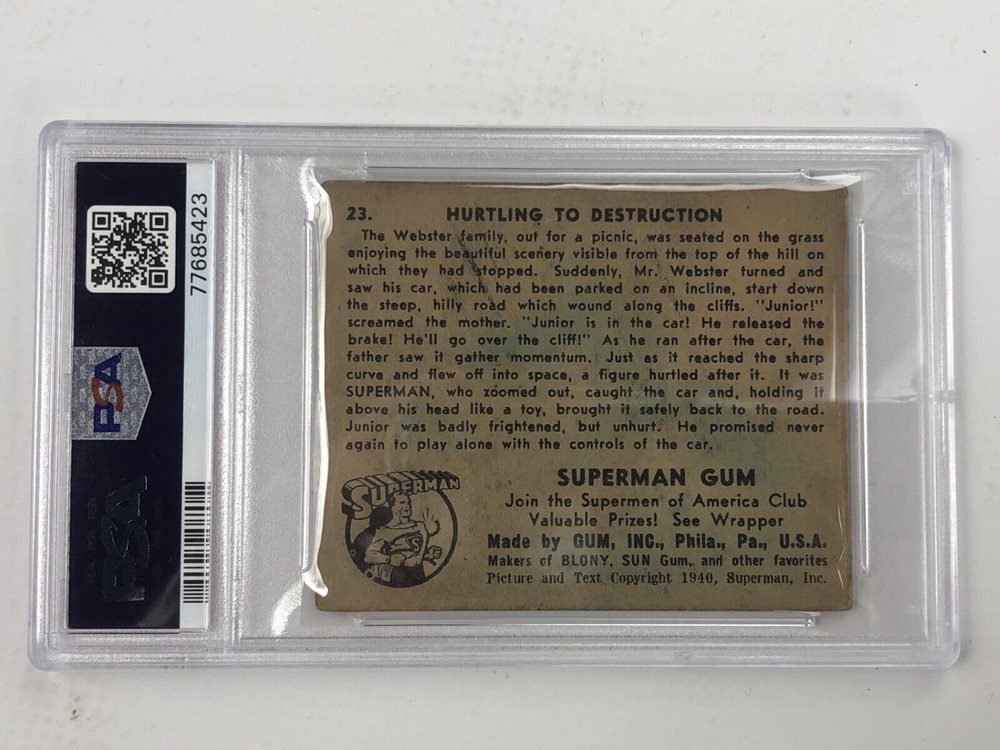 77685423
PSA
PSA
23. HURTLING TO DESTRUCTION
The Webster family, out for a picnic, was seated on the grass
enjoying the beautiful scenery visible from the top of the hill on
which they had stopped. Suddenly, Mr. Webster turned and
saw his car, which had been parked on an incline, start down
the steep, hilly road which wound along the cliffs. "Junior!"
screamed the mother. "Junior is in the car! He released the
brake! He'll go over the cliff!" As he ran after the car, the
father saw it gather momentum. Just as it reached the sharp
curve and flew off into space, a figure hurtled after it. It was
SUPERMAN, who zoomed out, caught the car and, holding it
above his head like a toy, brought it safely back to the road.
Junior was badly frightened, but unhurt. He promised never
again to play alone with the controls of the car.
SUPERMAN
SUPERMAN GUM
Join the Supermen of America Club
Valuable Prizes! See Wrapper
Made by GUM, INC., Phila., Pa., U.S.A.
Makers of BLONY, SUN Gum, and other favorites
Picture and Text Copyright 1940, Superman, Inc.